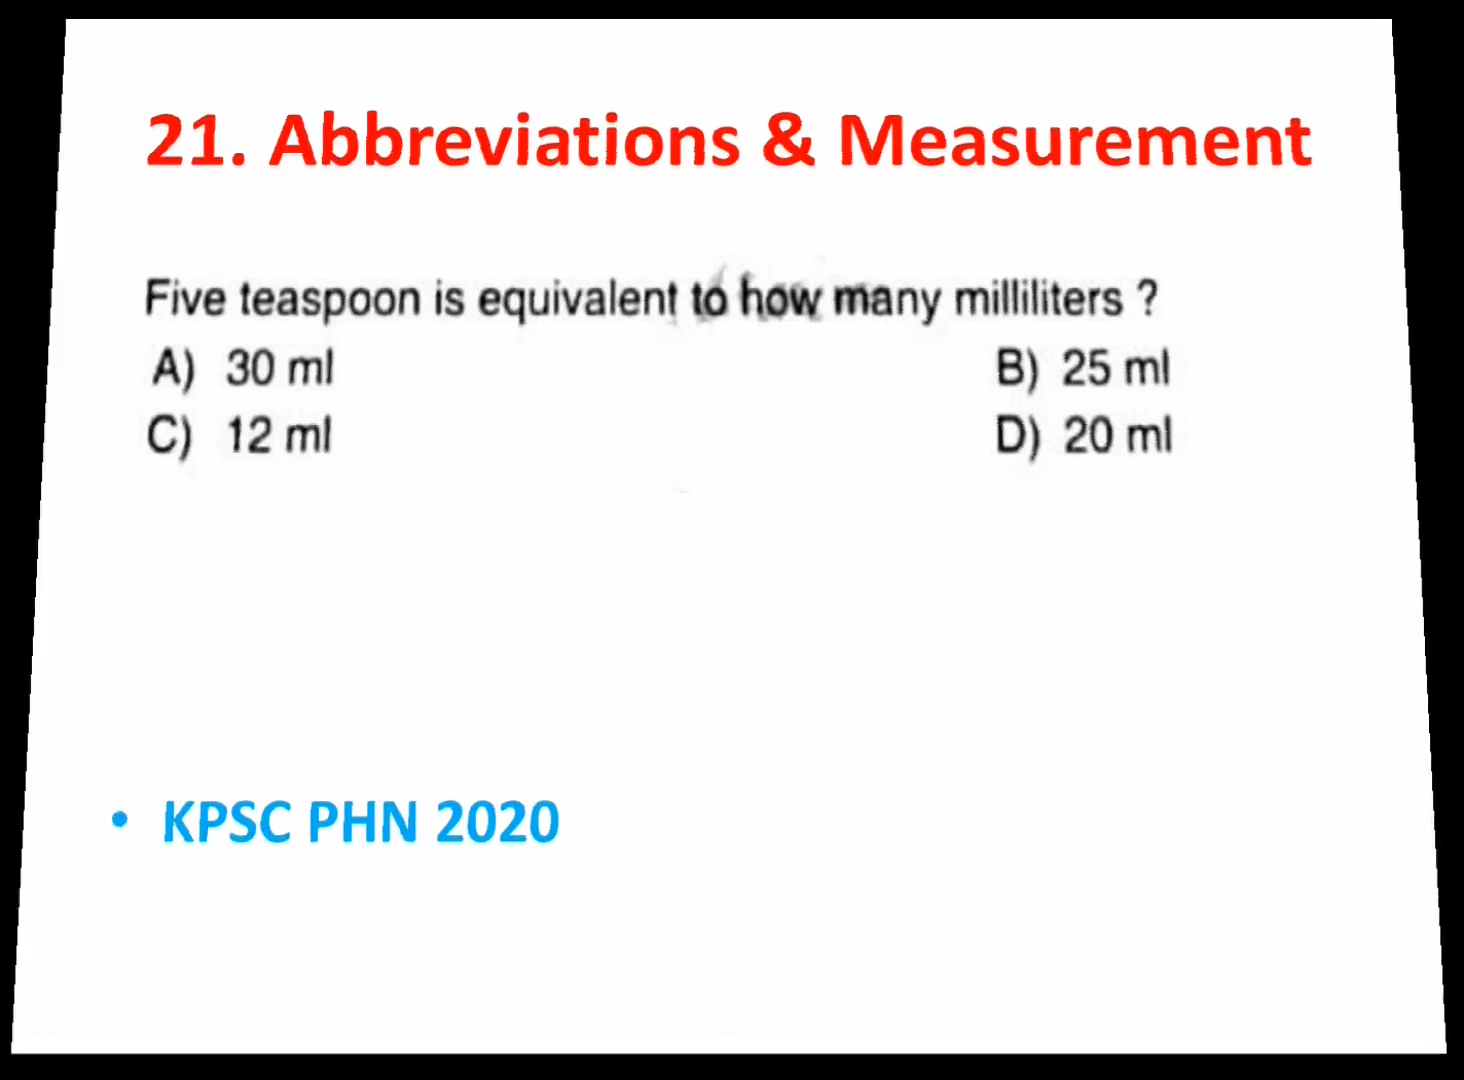 21. Abbreviations & Measurement
Five teaspoon is equivalent to how many milliliters ?
A) 30 ml B) 25 ml
C) 12 ml D) 20 ml
• KPSC PHN 2020